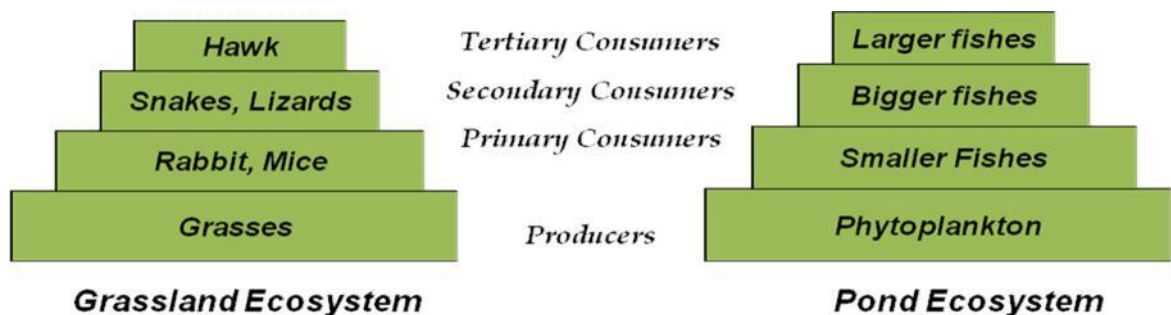 Hawk
Snakes, Lizards
Rabbit, Mice
Grasses
Grassland Ecosystem
Tertiary Consumers
Secondary Consumers
Primary Consumers
Producers
Larger fishes
Bigger fishes
Smaller Fishes
Phytoplankton
Pond Ecosystem